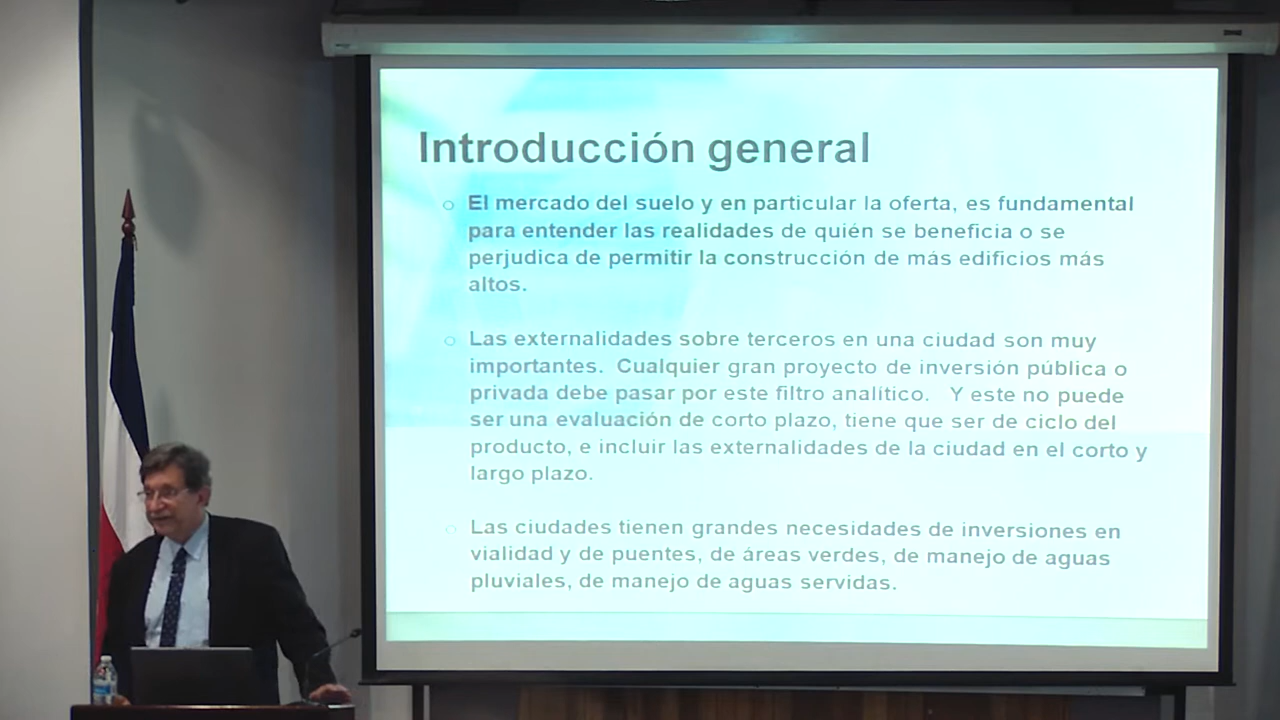 Introducción general
El mercado del suelo y en particular la oferta, es fundamental
para entender las realidades de quién se beneficia o se
perjudica de permitir la construcción de más edificios más
altos.
Las externalidades sobre terceros en una ciudad son muy
importantes. Cualquier gran proyecto de inversión pública o
privada debe pasar por este filtro analítico. Y este no puede
ser una evaluación de corto plazo, tiene que ser de ciclo del
producto, e incluir las externalidades de la ciudad en el corto y
largo plazo.
Las ciudades tienen grandes necesidades de inversiones en
vialidad y de puentes, de áreas verdes, de manejo de aguas
pluviales, de manejo de aguas servidas.